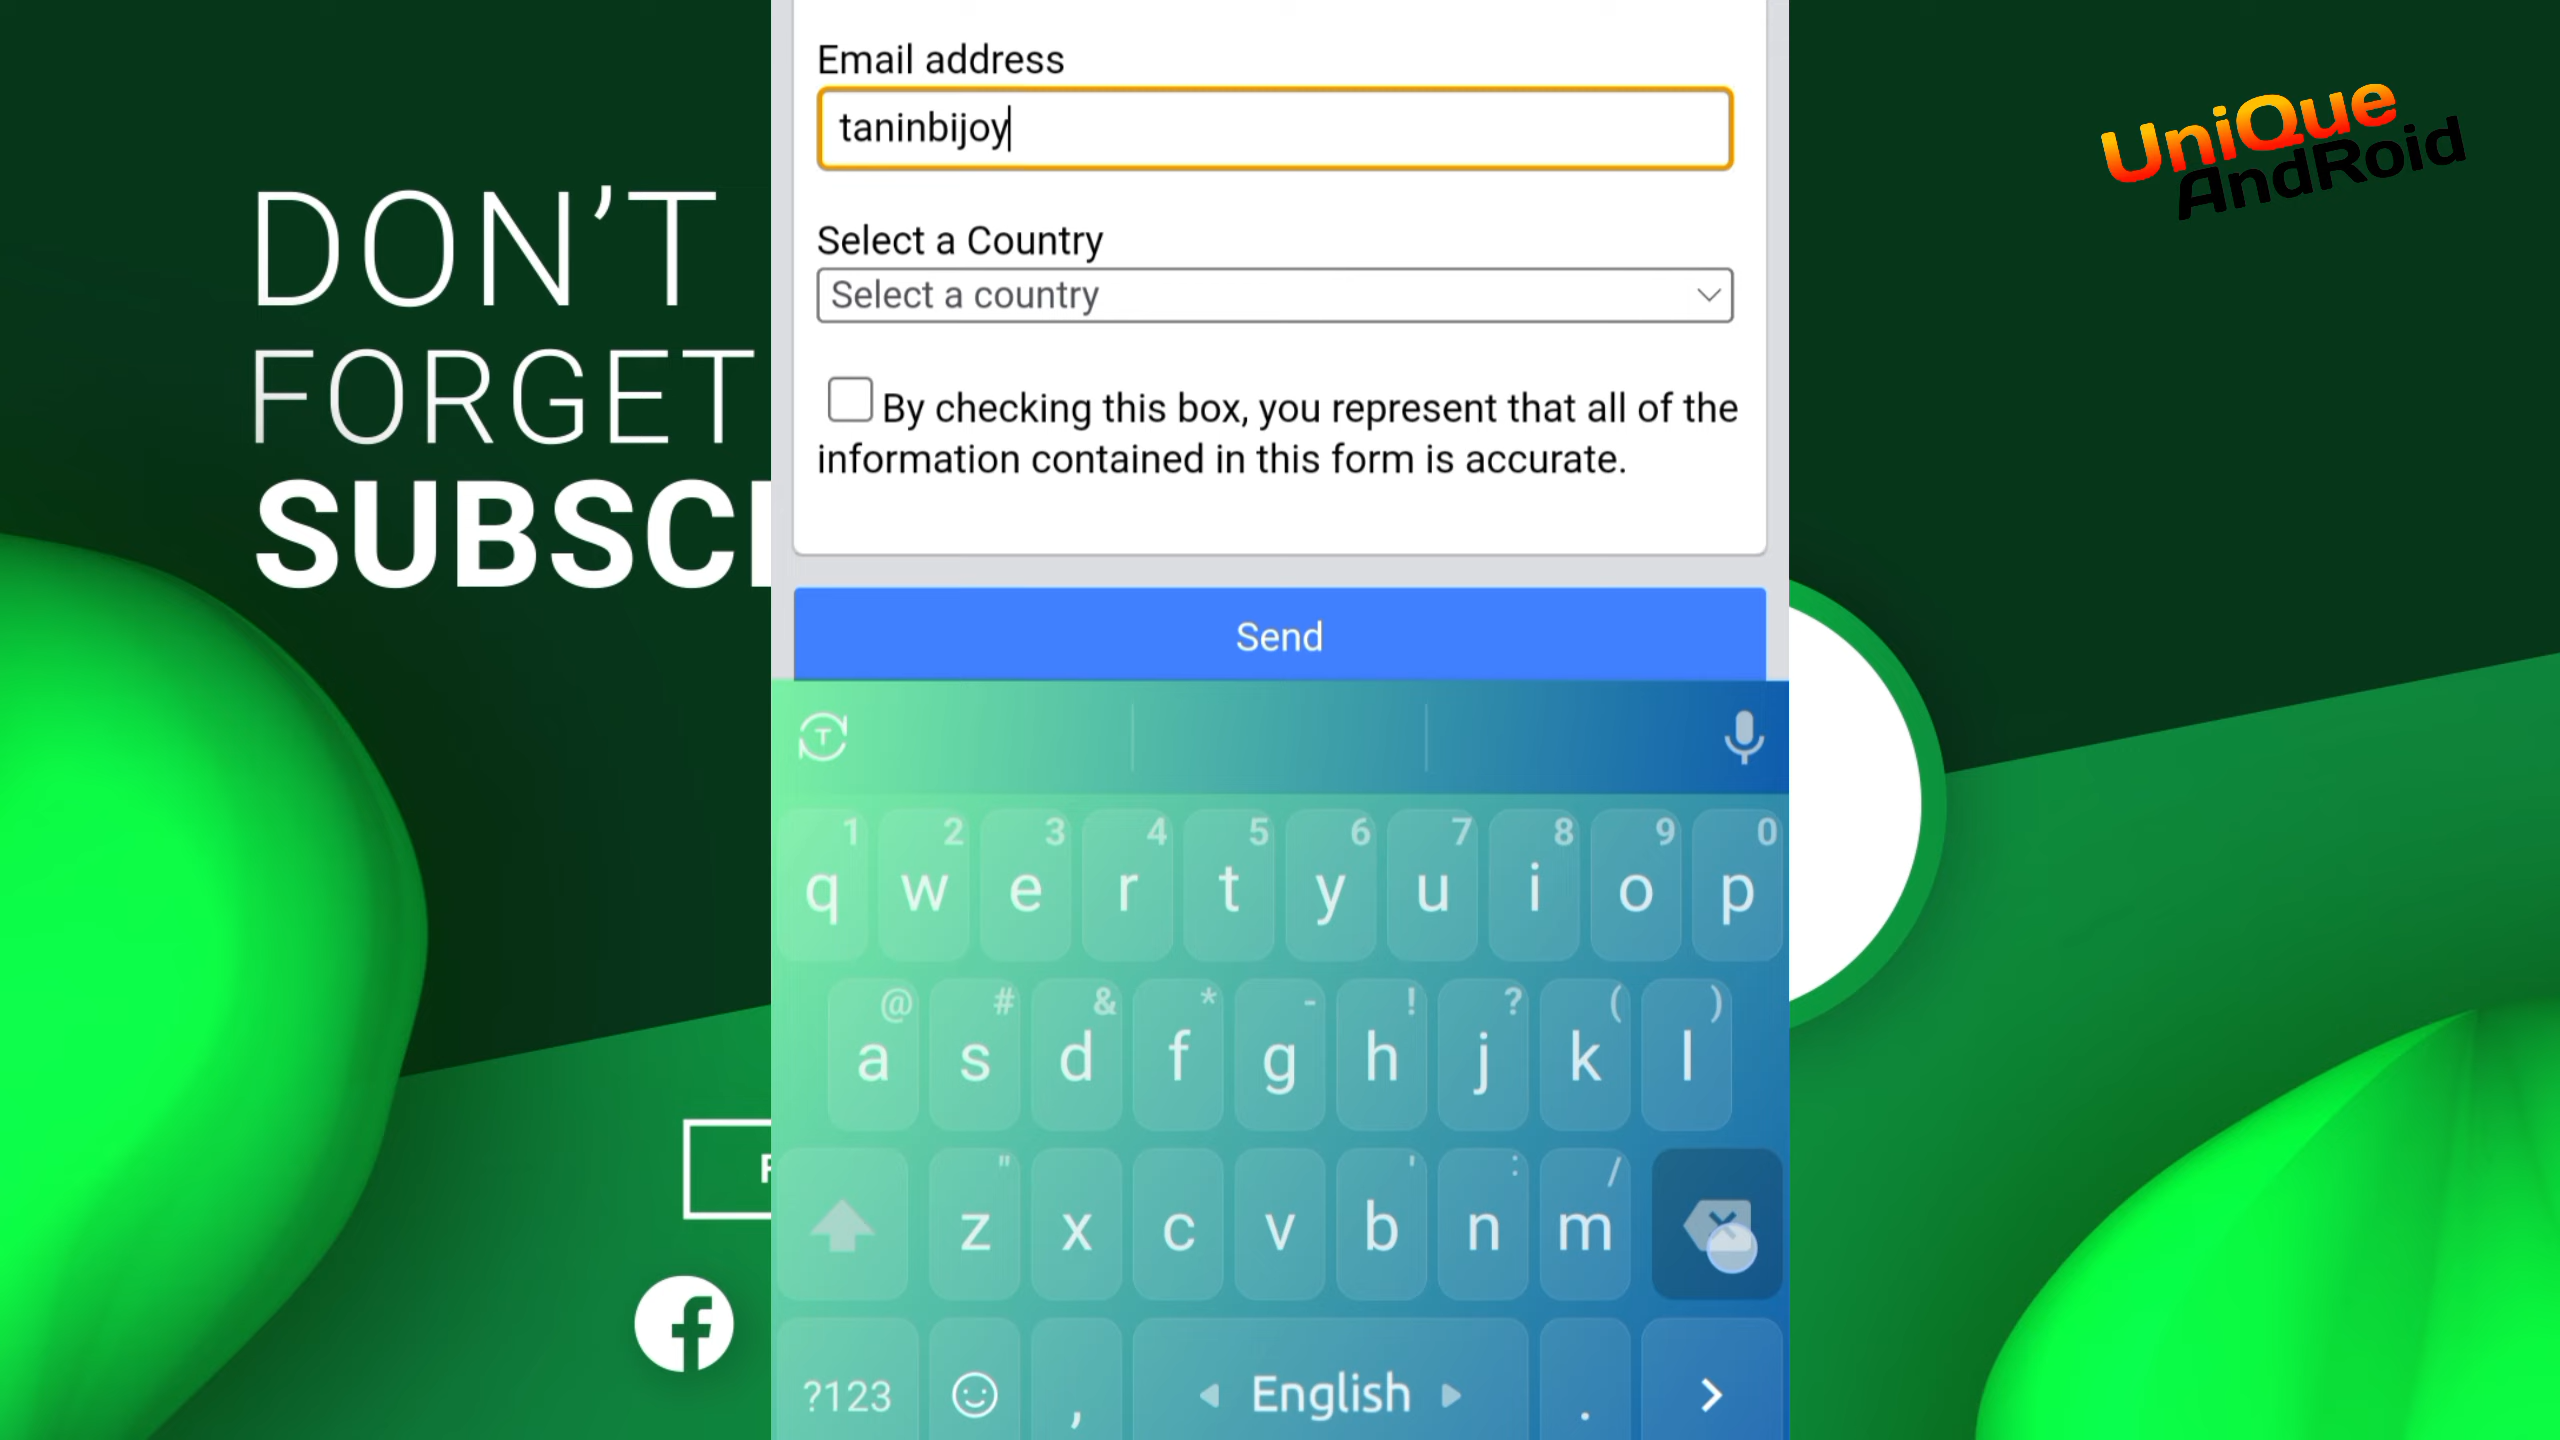 DON'T
FORGET
SUBSC
UniQue
AndRoid
Email address
taninbijoy
Select a Country
Select a country
By checking this box, you represent that all of the
information contained in this form is accurate.
Send
T
1 2 3 4 5 6 7 8 9 0
q w e r t y u i o p
@ # & * - ! ? ( )
a s d f g h j k l
" ' : /
z x c v b n m
?123 , English .